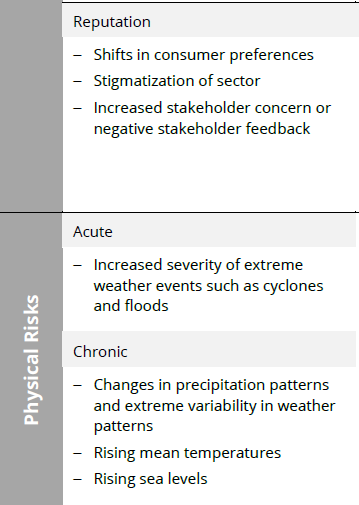 Reputation
– Shifts in consumer preferences
– Stigmatization of sector
– Increased stakeholder concern or
negative stakeholder feedback
Physical Risks
Acute
– Increased severity of extreme
weather events such as cyclones
and floods
Chronic
– Changes in precipitation patterns
and extreme variability in weather
patterns
– Rising mean temperatures
– Rising sea levels